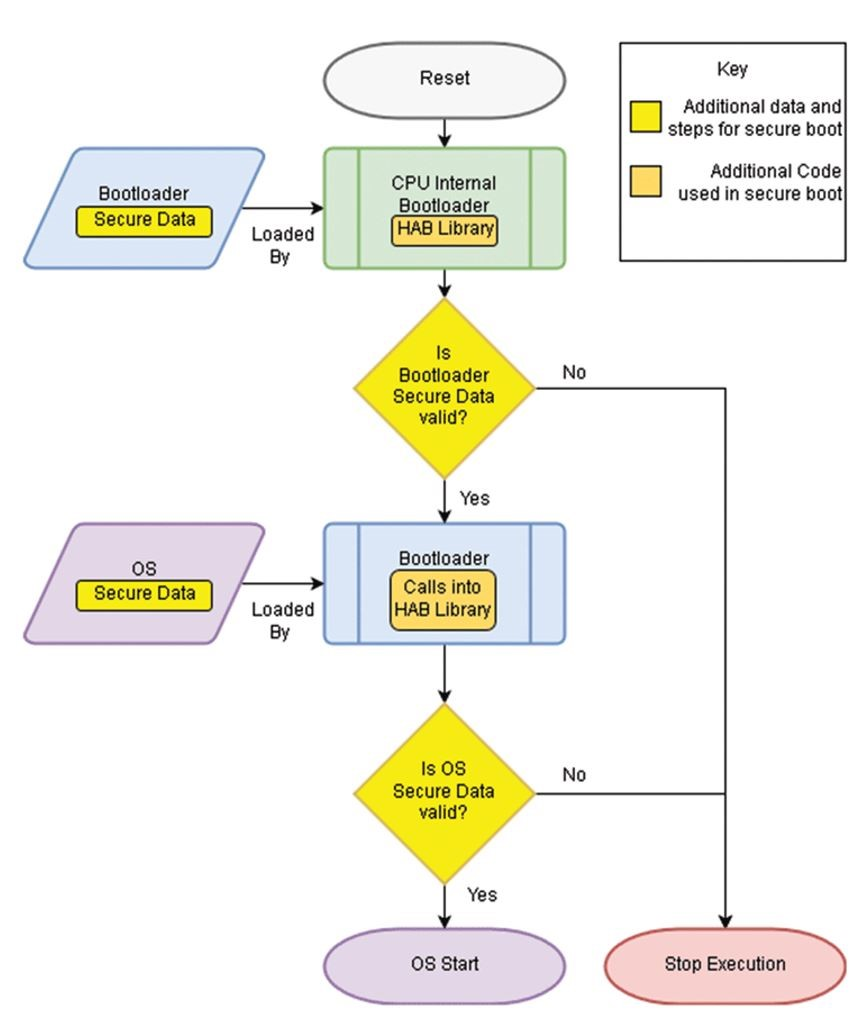 Reset
Key
Additional data and
steps for secure boot
Additional Code
used in secure boot
Bootloader
Secure Data
Loaded
By
CPU Internal
Bootloader
HAB Library
Is
Bootloader
Secure Data
valid?
No
Yes
OS
Secure Data
Loaded
By
Bootloader
Calls into
HAB Library
Is OS
Secure Data
valid?
No
Yes
OS Start
Stop Execution